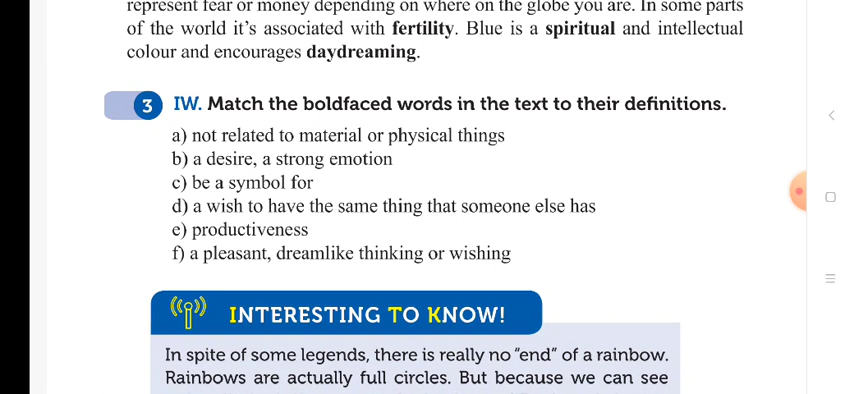 represent fear or money depending on where on the globe you are. In some parts
of the world it's associated with fertility. Blue is a spiritual and intellectual
colour and encourages daydreaming.
3 IW. Match the boldfaced words in the text to their definitions.
a) not related to material or physical things
b) a desire, a strong emotion
c) be a symbol for
d) a wish to have the same thing that someone else has
e) productiveness
f) a pleasant, dreamlike thinking or wishing
INTERESTING TO KNOW!
In spite of some legends, there is really no "end" of a rainbow.
Rainbows are actually full circles. But because we can see